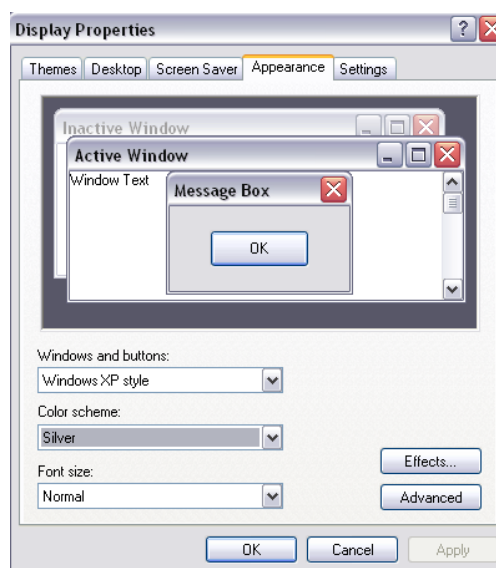 Display Properties
Themes Desktop Screen Saver Appearance Settings
Inactive Window
Active Window
Window Text
Message Box
OK
Windows and buttons:
Windows XP style
Color scheme:
Silver
Effects...
Font size:
Normal
Advanced
OK Cancel Apply